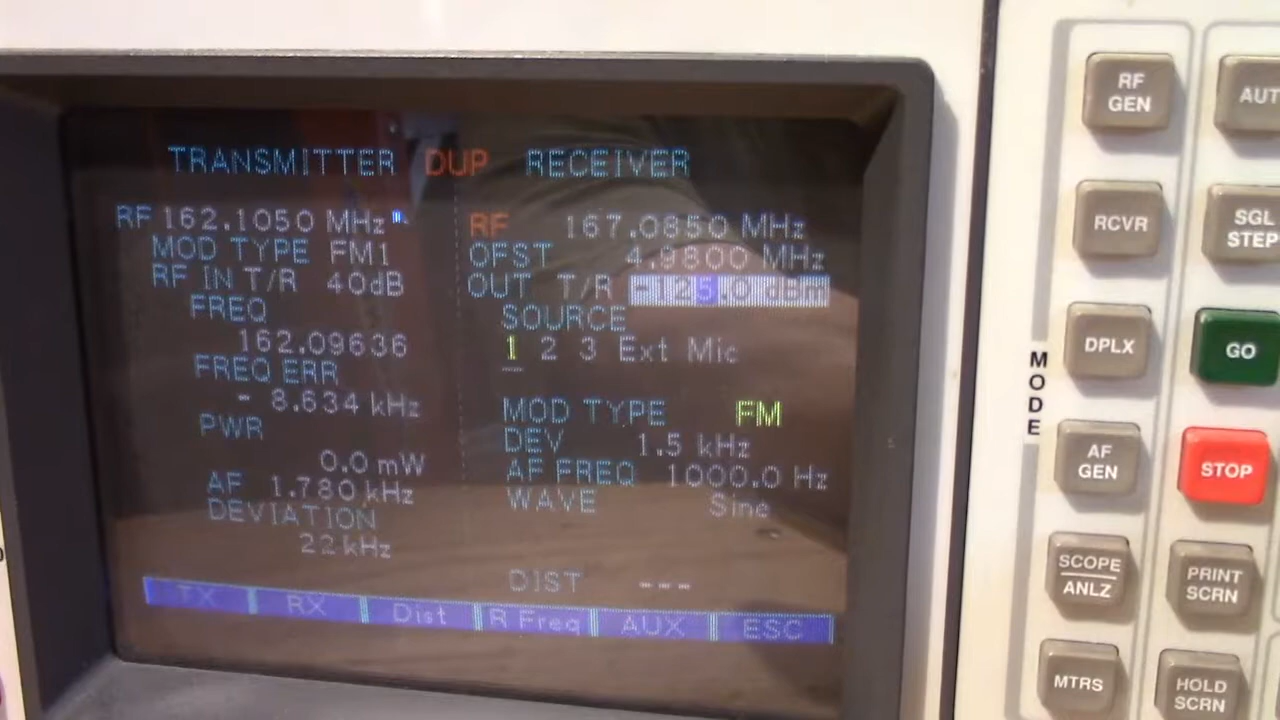 TRANSMITTER DUP RECEIVER
RF 162.1050 MHz
MOD TYPE FM1
RF IN T/R 40dB
FREQ
162.09636
FREQ ERR
- 8.634 kHz
PWR
0.0 mW
AF 1.780 kHz
DEVIATION
22 kHz
RF 167.0850 MHz
OFST 4.9800 MHz
OUT T/R -125.0 dBm
SOURCE
1 2 3 Ext Mic
MOD TYPE FM
DEV 1.5 kHz
AF FREQ 1000.0 Hz
WAVE Sine
DIST ---
TX RX Dist R Freq AUX ESC
MODE
RF GEN
RCVR
DPLX
AF GEN
SCOPE
ANLZ
MTRS
AUT
SGL STEP
GO
STOP
PRINT SCRN
HOLD SCRN